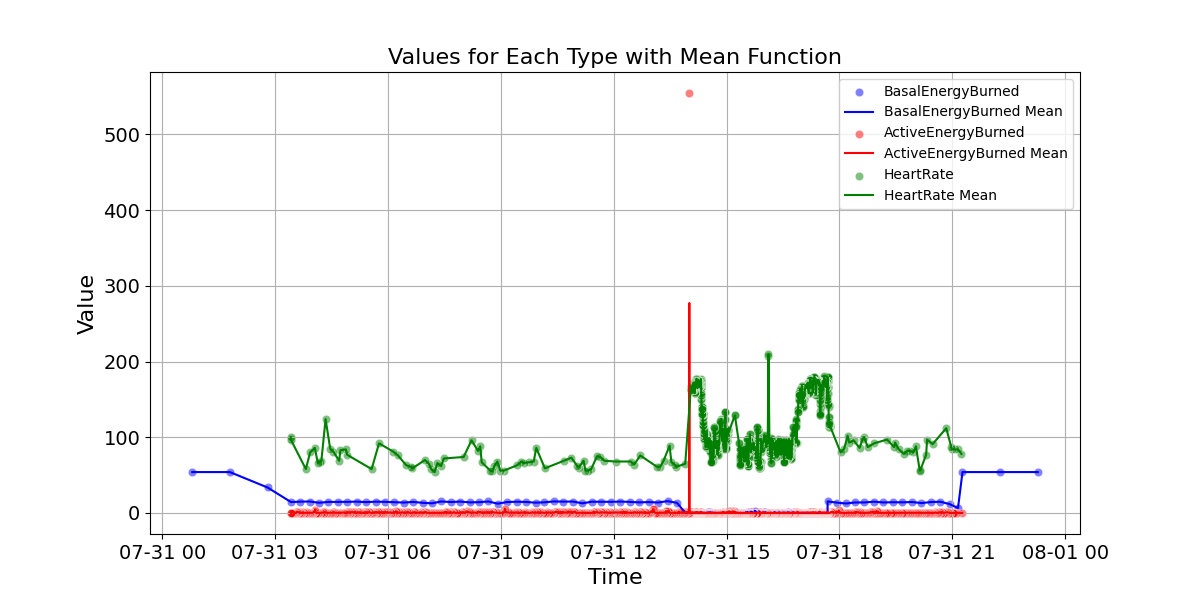 Values for Each Type with Mean Function
BasalEnergyBurned
BasalEnergyBurned Mean
ActiveEnergyBurned
ActiveEnergyBurned Mean
HeartRate
HeartRate Mean
Value
500
400
300
200
100
0
07-31 00 07-31 03 07-31 06 07-31 09 07-31 12 07-31 15 07-31 18 07-31 21 08-01 00
Time